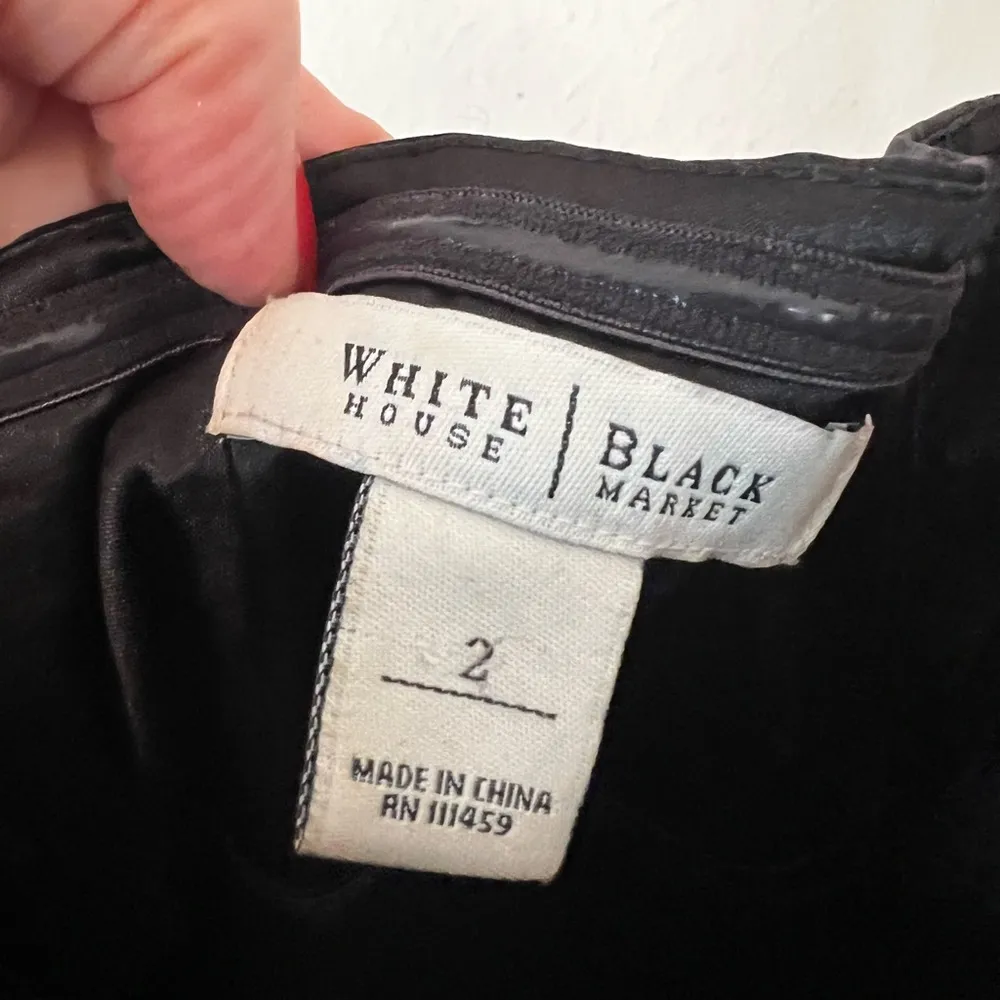 WHITE
HOUSE
BLACK
MARKET
2
MADE IN CHINA
RN 111459